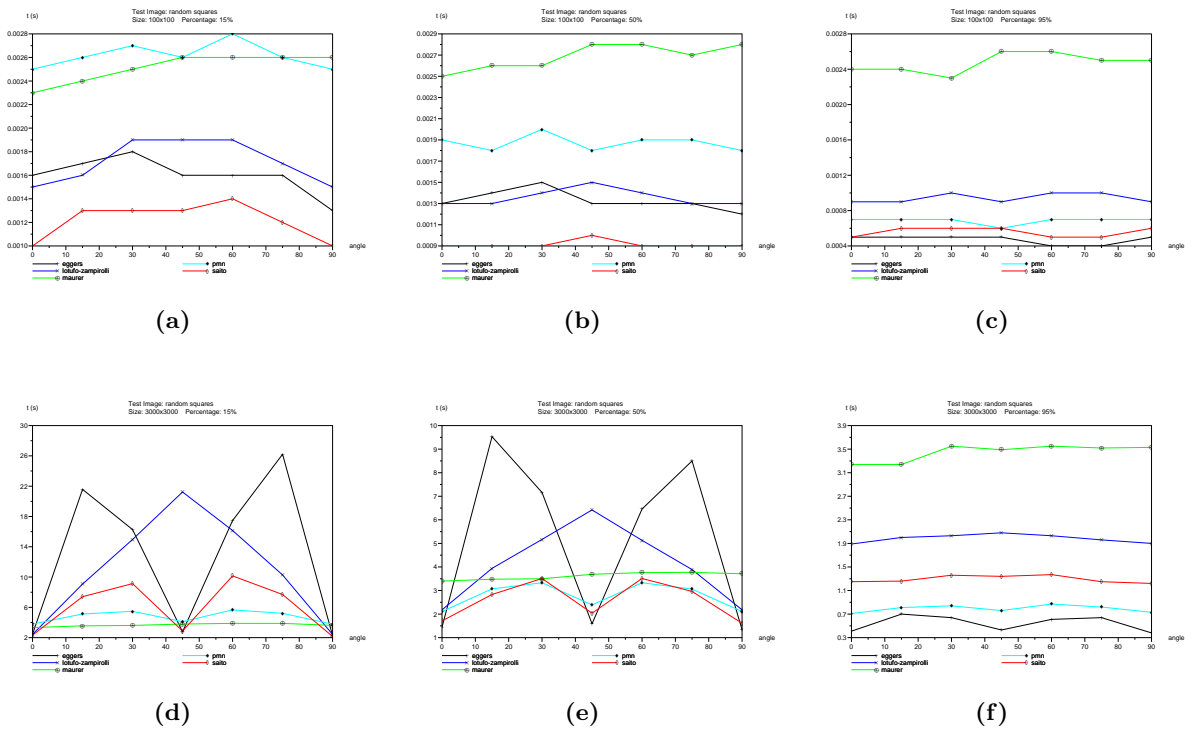 Test Image: random squares
t (s) Size: 100x100 Percentage: 15%
0.0028
0.0026
0.0024
0.0022
0.0020
0.0018
0.0016
0.0014
0.0012
0.0010
angle
0 10 20 30 40 50 60 70 80 90
eggers pmn
lotufo-zampirolli saito
maurer
(a)
Test Image: random squares
t (s) Size: 100x100 Percentage: 50%
0.0029
0.0027
0.0025
0.0023
0.0021
0.0019
0.0017
0.0015
0.0013
0.0011
0.0009
angle
0 10 20 30 40 50 60 70 80 90
eggers pmn
lotufo-zampirolli saito
maurer
(b)
Test Image: random squares
t (s) Size: 100x100 Percentage: 95%
0.0028
0.0024
0.0020
0.0016
0.0012
0.0008
0.0004
angle
0 10 20 30 40 50 60 70 80 90
eggers pmn
lotufo-zampirolli saito
maurer
(c)
Test Image: random squares
t (s) Size: 3000x3000 Percentage: 15%
30
26
22
18
14
10
6
2
angle
0 10 20 30 40 50 60 70 80 90
eggers pmn
lotufo-zampirolli saito
maurer
(d)
Test Image: random squares
t (s) Size: 3000x3000 Percentage: 50%
10
9
8
7
6
5
4
3
2
1
angle
0 10 20 30 40 50 60 70 80 90
eggers pmn
lotufo-zampirolli saito
maurer
(e)
Test Image: random squares
t (s) Size: 3000x3000 Percentage: 95%
3.9
3.5
3.1
2.7
2.3
1.9
1.5
1.1
0.7
0.3
angle
0 10 20 30 40 50 60 70 80 90
eggers pmn
lotufo-zampirolli saito
maurer
(f)